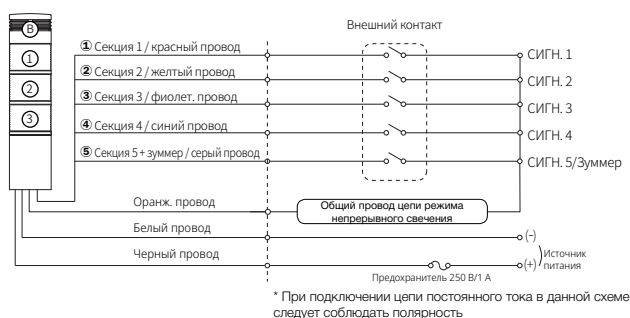 Внешний контакт
B
1
2
3
① Секция 1 / красный провод
СИГН. 1
② Секция 2 / желтый провод
СИГН. 2
③ Секция 3 / фиолет. провод
СИГН. 3
④ Секция 4 / синий провод
СИГН. 4
⑤ Секция 5 + зуммер / серый провод
СИГН. 5/Зуммер
Оранж. провод
Общий провод цепи режима
непрерывного свечения
Белый провод
(-)
Черный провод
(+)
Источник
питания
Предохранитель 250 В/1 А
* При подключении цепи постоянного тока в данной схеме
следует соблюдать полярность